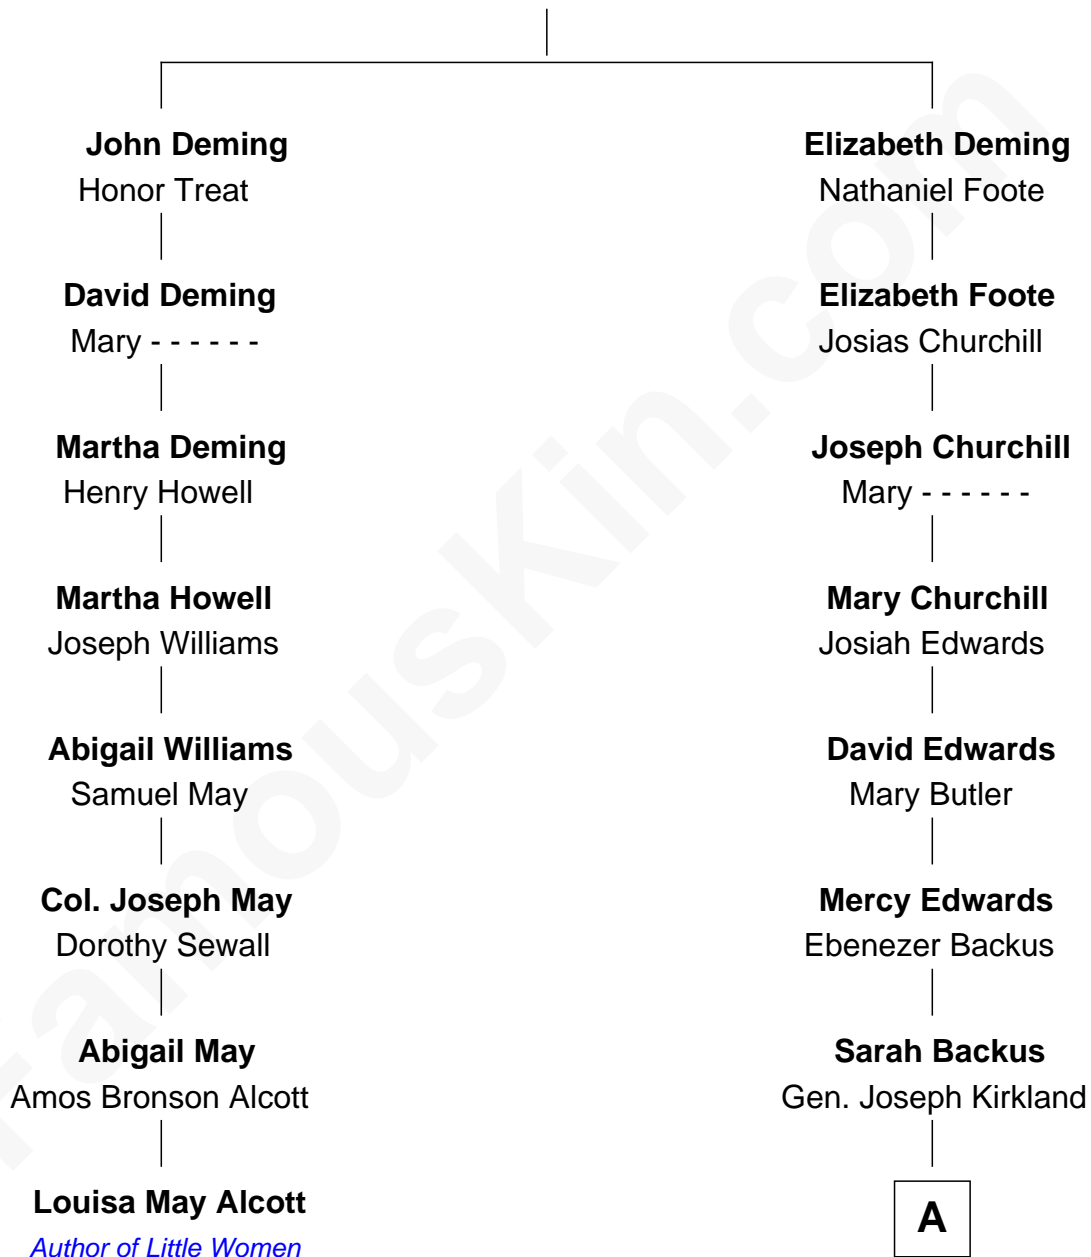 John Deming
Honor Treat
David Deming
Mary - - - - - -
Martha Deming
Henry Howell
Martha Howell
Joseph Williams
Abigail Williams
Samuel May
Col. Joseph May
Dorothy Sewall
Abigail May
Amos Bronson Alcott
Louisa May Alcott
Author of Little Women
Elizabeth Deming
Nathaniel Foote
Elizabeth Foote
Josias Churchill
Joseph Churchill
Mary - - - - - -
Mary Churchill
Josiah Edwards
David Edwards
Mary Butler
Mercy Edwards
Ebenezer Backus
Sarah Backus
Gen. Joseph Kirkland
A
FamousKin.com